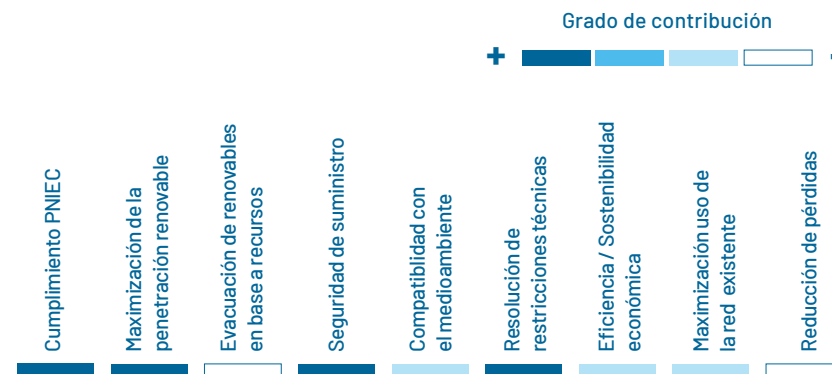 Grado de contribución
+
Cumplimiento PNIEC
Maximización de la
penetración renovable
Evacuación de renovables
en base a recursos
Seguridad de suministro
Compatiblidad con
el medioambiente
Resolución de
restricciones técnicas
Eficiencia / Sostenibilidad
económica
Maximización uso de
la red existente
Reducción de pérdidas